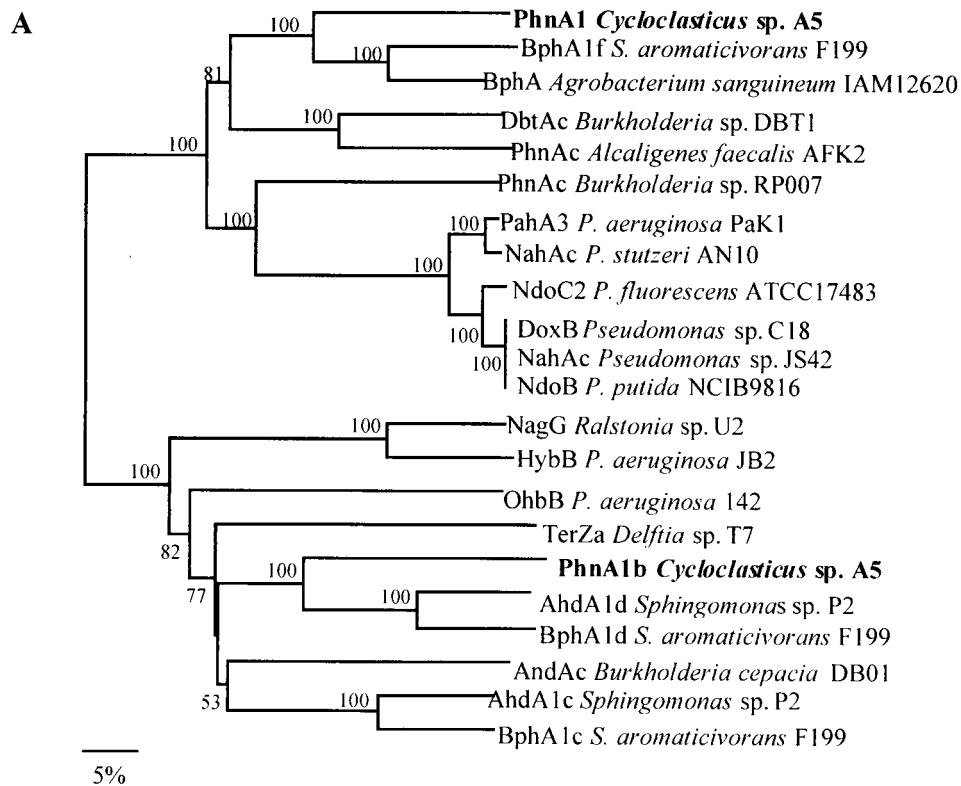 A
100
PhnA1 Cycloclasticus sp. A5
100
BphA1f S. aromaticivorans F199
81
BphA Agrobacterium sanguineum IAM12620
100
DbtAc Burkholderia sp. DBT1
100
PhnAc Alcaligenes faecalis AFK2
PhnAc Burkholderia sp. RP007
100
100
PahA3 P. aeruginosa PaK1
NahAc P. stutzeri AN10
100
NdoC2 P. fluorescens ATCC17483
100
DoxB Pseudomonas sp. C18
NahAc Pseudomonas sp. JS42
100
NdoB P. putida NCIB9816
100
NagG Ralstonia sp. U2
HybB P. aeruginosa JB2
100
OhbB P. aeruginosa 142
TerZa Delftia sp. T7
82
100
PhnA1b Cycloclasticus sp. A5
77
100
AhdA1d Sphingomonas sp. P2
BphA1d S. aromaticivorans F199
AndAc Burkholderia cepacia DB01
53
100
AhdA1c Sphingomonas sp. P2
BphA1c S. aromaticivorans F199
5%